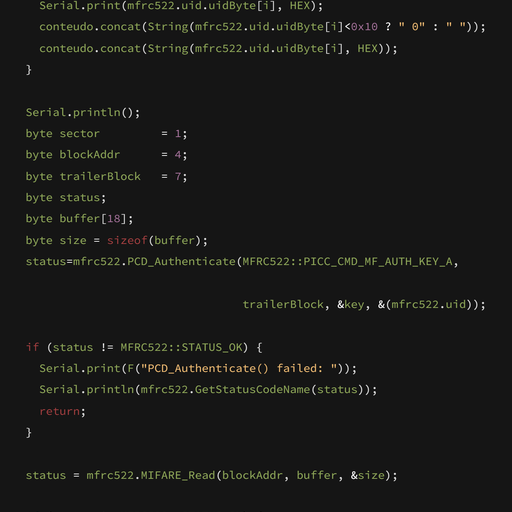 Serial.print(mfrc522.uid.uidByte[i], HEX);
conteudo.concat(String(mfrc522.uid.uidByte[i]<0x10 ? " 0" : " "));
conteudo.concat(String(mfrc522.uid.uidByte[i], HEX));
}
Serial.println();
byte sector         = 1;
byte blockAddr      = 4;
byte trailerBlock   = 7;
byte status;
byte buffer[18];
byte size = sizeof(buffer);
status=mfrc522.PCD_Authenticate(MFRC522::PICC_CMD_MF_AUTH_KEY_A,
trailerBlock, &key, &(mfrc522.uid));
if (status != MFRC522::STATUS_OK) {
Serial.print(F("PCD_Authenticate() failed: "));
Serial.println(mfrc522.GetStatusCodeName(status));
return;
}
status = mfrc522.MIFARE_Read(blockAddr, buffer, &size);